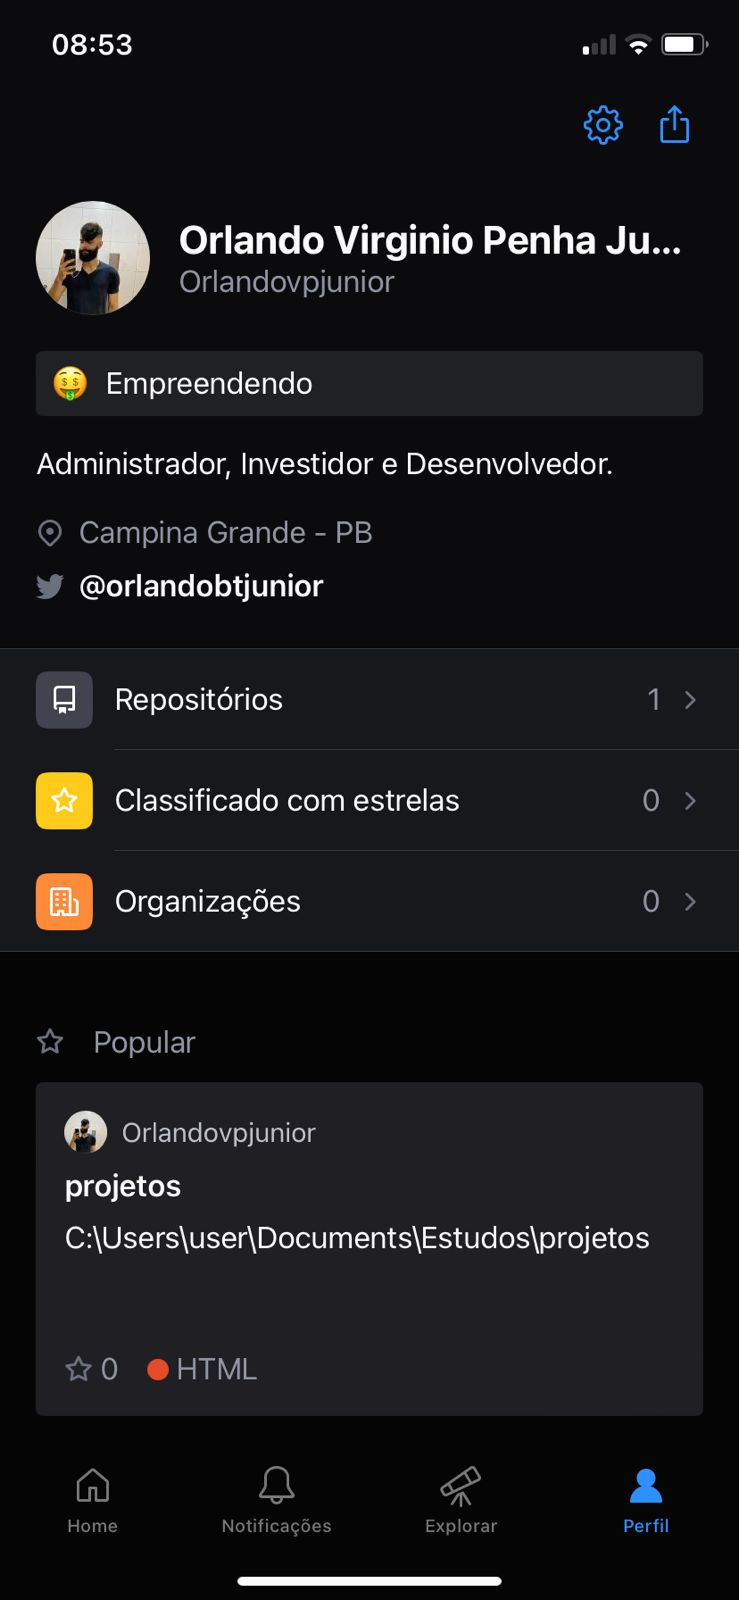 08:53
Orlando Virginio Penha Ju...
Orlandovpjunior
Empreendendo
Administrador, Investidor e Desenvolvedor.
Campina Grande - PB
@orlandobtjunior
Repositórios 1
Classificado com estrelas 0
Organizações 0
Popular
Orlandovpjunior
projetos
C:\Users\user\Documents\Estudos\projetos
0 HTML
Home Notificações Explorar Perfil